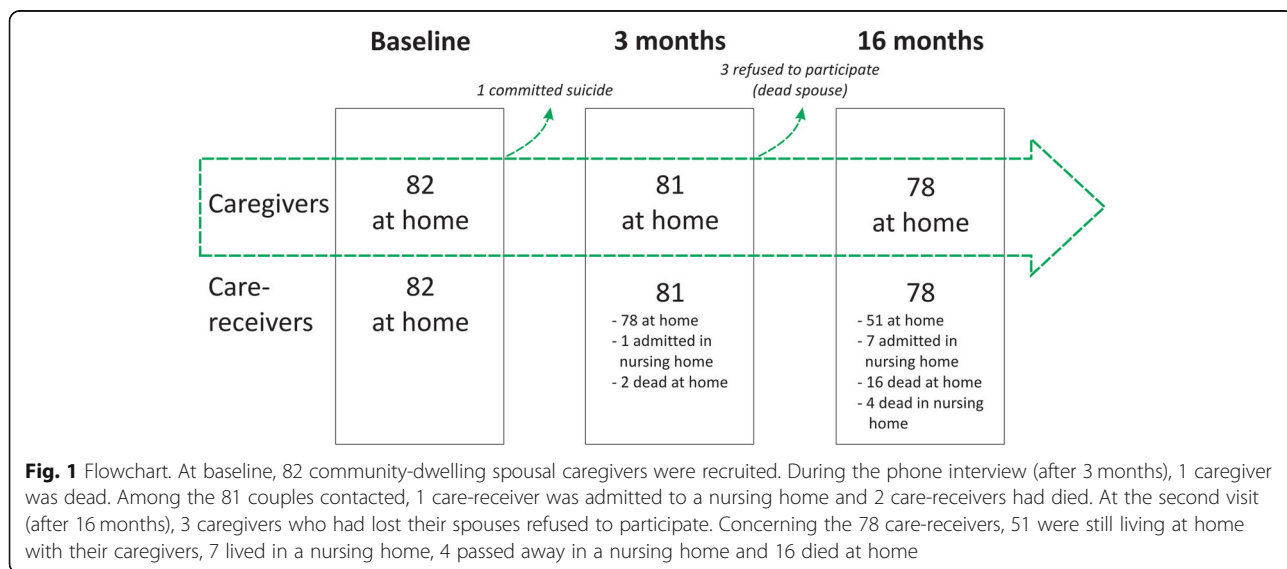 Baseline
3 months
16 months
1 committed suicide
3 refused to participate
(dead spouse)
Caregivers
82
at home
81
at home
78
at home
Care-
receivers
82
at home
81
- 78 at home
- 1 admitted in
nursing home
- 2 dead at home
78
- 51 at home
- 7 admitted in
nursing home
- 16 dead at home
- 4 dead in nursing
home
Fig. 1 Flowchart. At baseline, 82 community-dwelling spousal caregivers were recruited. During the phone interview (after 3 months), 1 caregiver
was dead. Among the 81 couples contacted, 1 care-receiver was admitted to a nursing home and 2 care-receivers had died. At the second visit
(after 16 months), 3 caregivers who had lost their spouses refused to participate. Concerning the 78 care-receivers, 51 were still living at home
with their caregivers, 7 lived in a nursing home, 4 passed away in a nursing home and 16 died at home